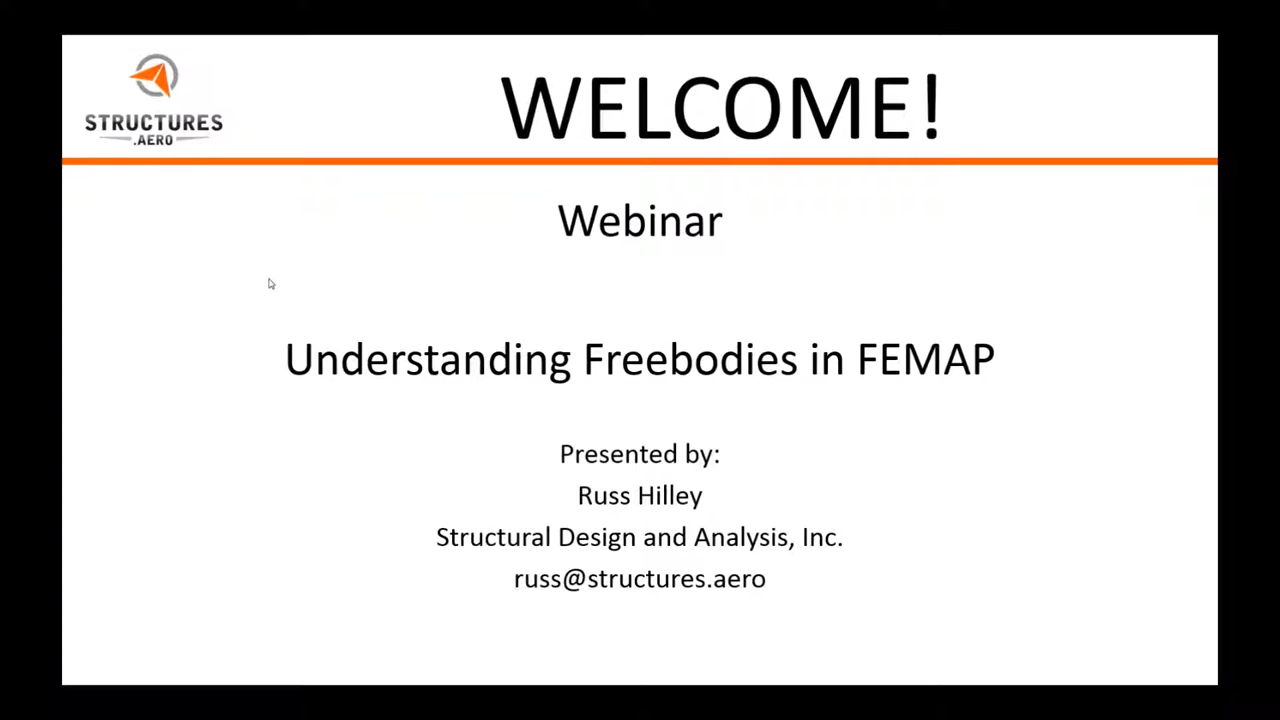 STRUCTURES
.AERO
WELCOME!
Webinar
Understanding Freebodies in FEMAP
Presented by:
Russ Hilley
Structural Design and Analysis, Inc.
russ@structures.aero